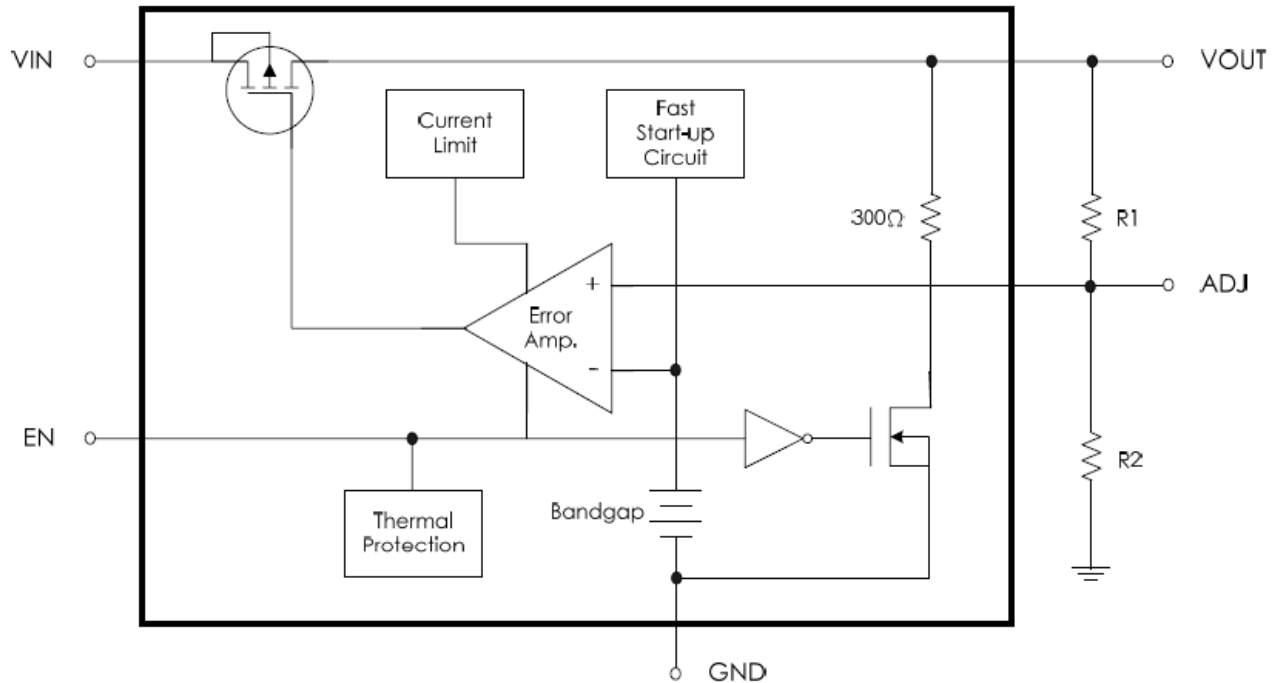 VIN
VOUT
Current
Limit
Fast
Start-up
Circuit
300Ω
R1
+
ADJ
Error
Amp.
-
EN
R2
Thermal
Protection
Bandgap
GND